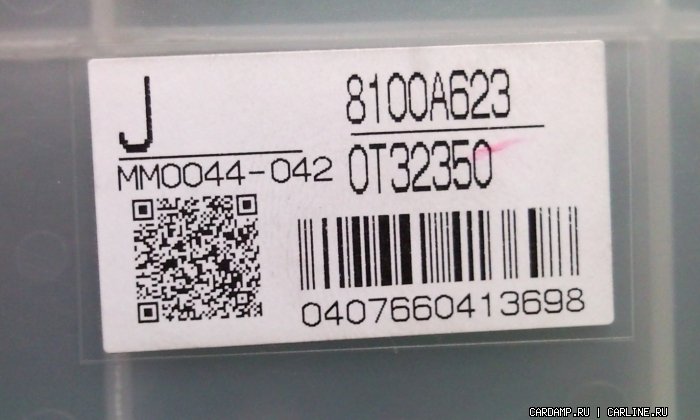 J
8100A623
MM0044-042
0T32350
0407660413698
CARDAMP.RU | CARLINE.RU